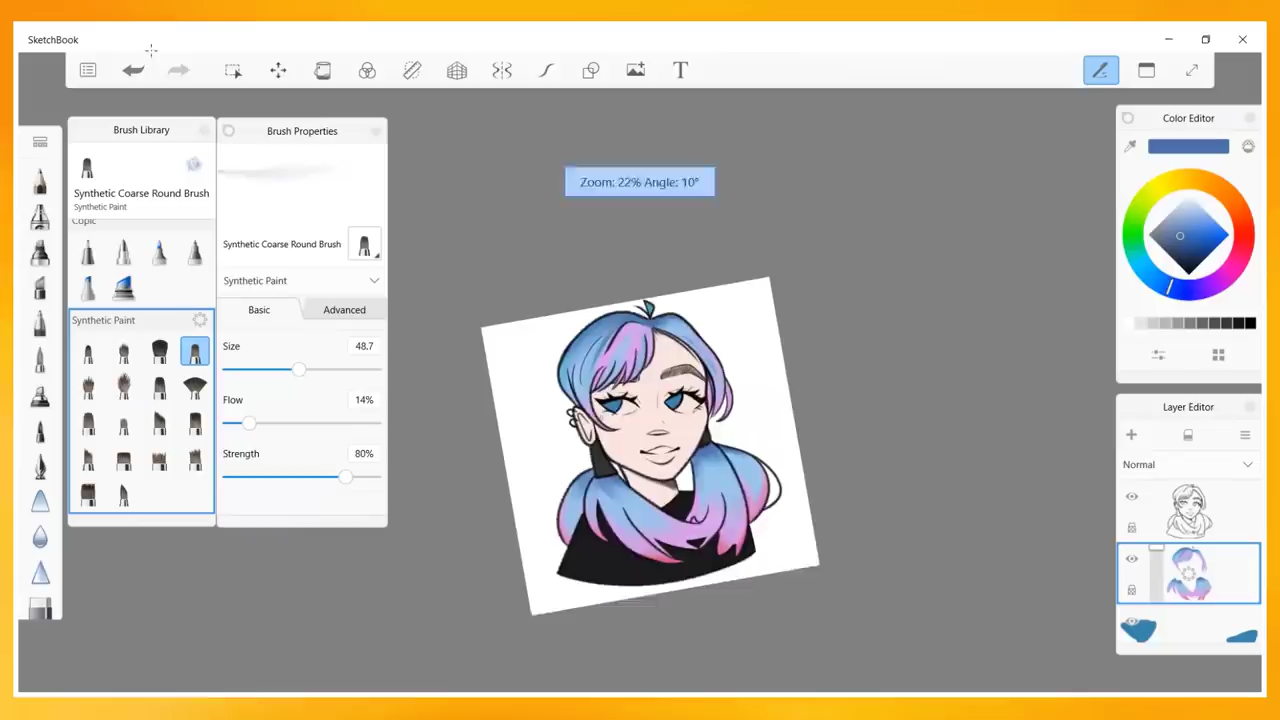 SketchBook
T
Brush Library
Synthetic Coarse Round Brush
Synthetic Paint
Copic
Synthetic Paint
Brush Properties
Synthetic Coarse Round Brush
Synthetic Paint
Basic
Advanced
Size
48.7
Flow
14%
Strength
80%
Zoom: 22% Angle: 10°
Color Editor
Layer Editor
Normal